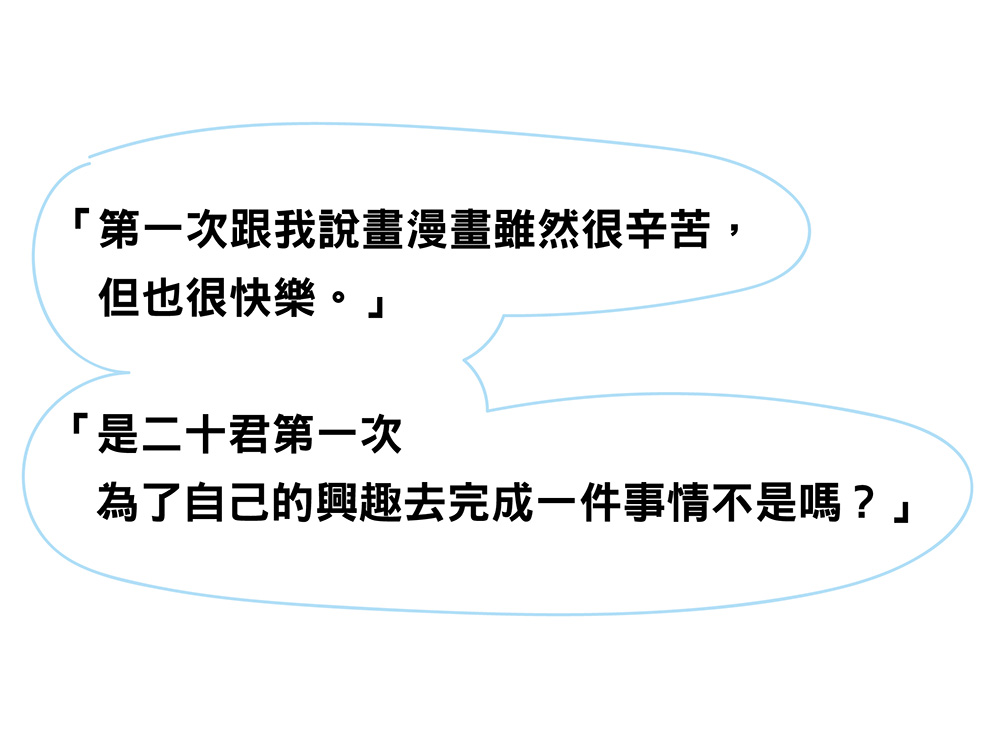 「第一次跟我說畫漫畫雖然很辛苦，
但也很快樂。」
「是二十君第一次
為了自己的興趣去完成一件事情不是嗎？」